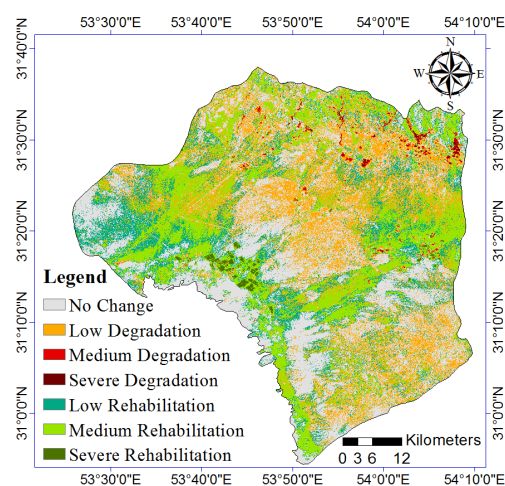 53°30'0"E 53°40'0"E 53°50'0"E 54°0'0"E 54°10'0"E
31°40'0"N
31°30'0"N
31°20'0"N
31°10'0"N
31°0'0"N
N
W E
S
31°40'0"N
31°30'0"N
31°20'0"N
31°10'0"N
31°0'0"N
Legend
No Change
Low Degradation
Medium Degradation
Severe Degradation
Low Rehabilitation
Medium Rehabilitation
Severe Rehabilitation
Kilometers
0 3 6 12
53°30'0"E 53°40'0"E 53°50'0"E 54°0'0"E 54°10'0"E